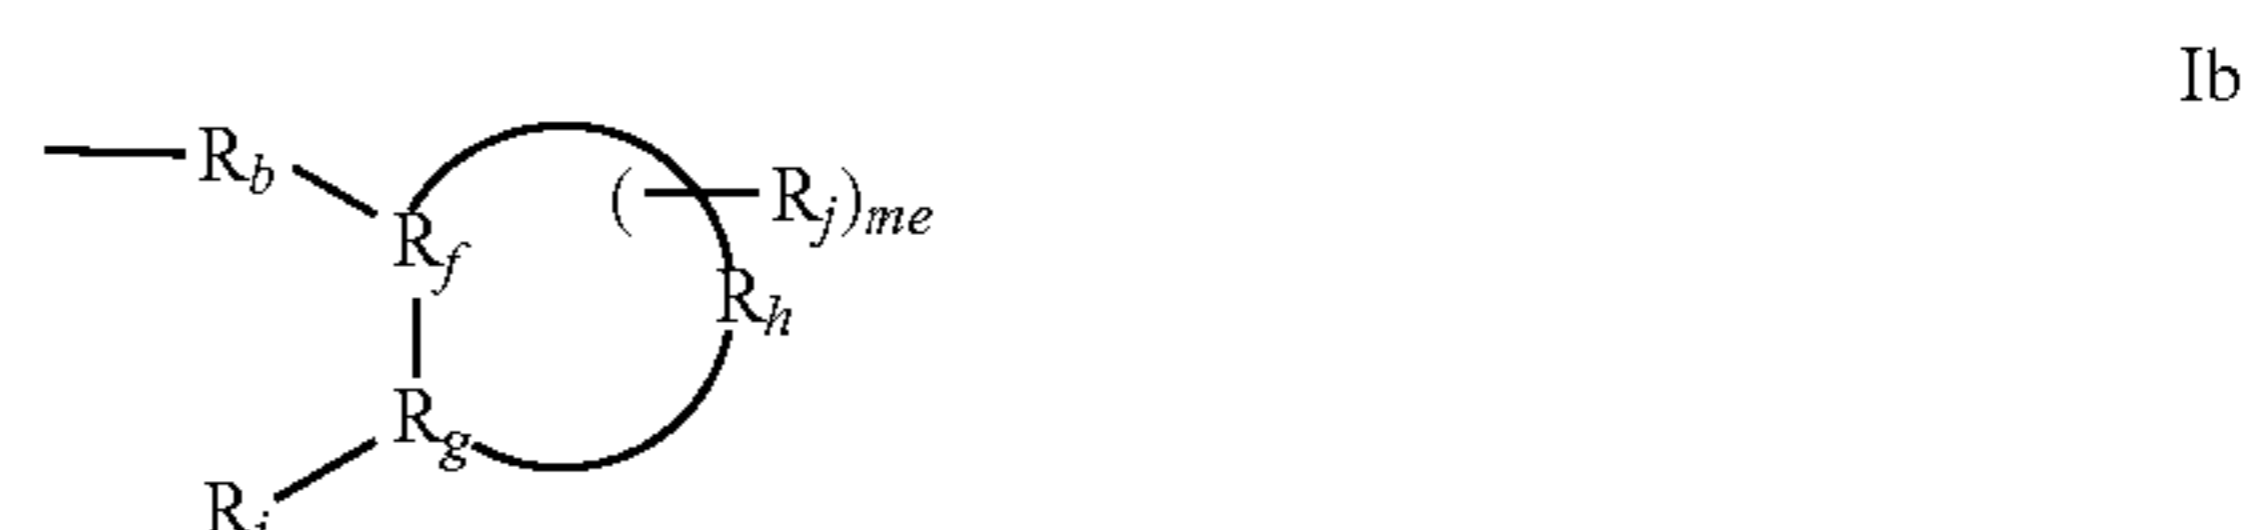 Ib
R_b
(—R_j)_me
R_f
R_h
R_g
R_i